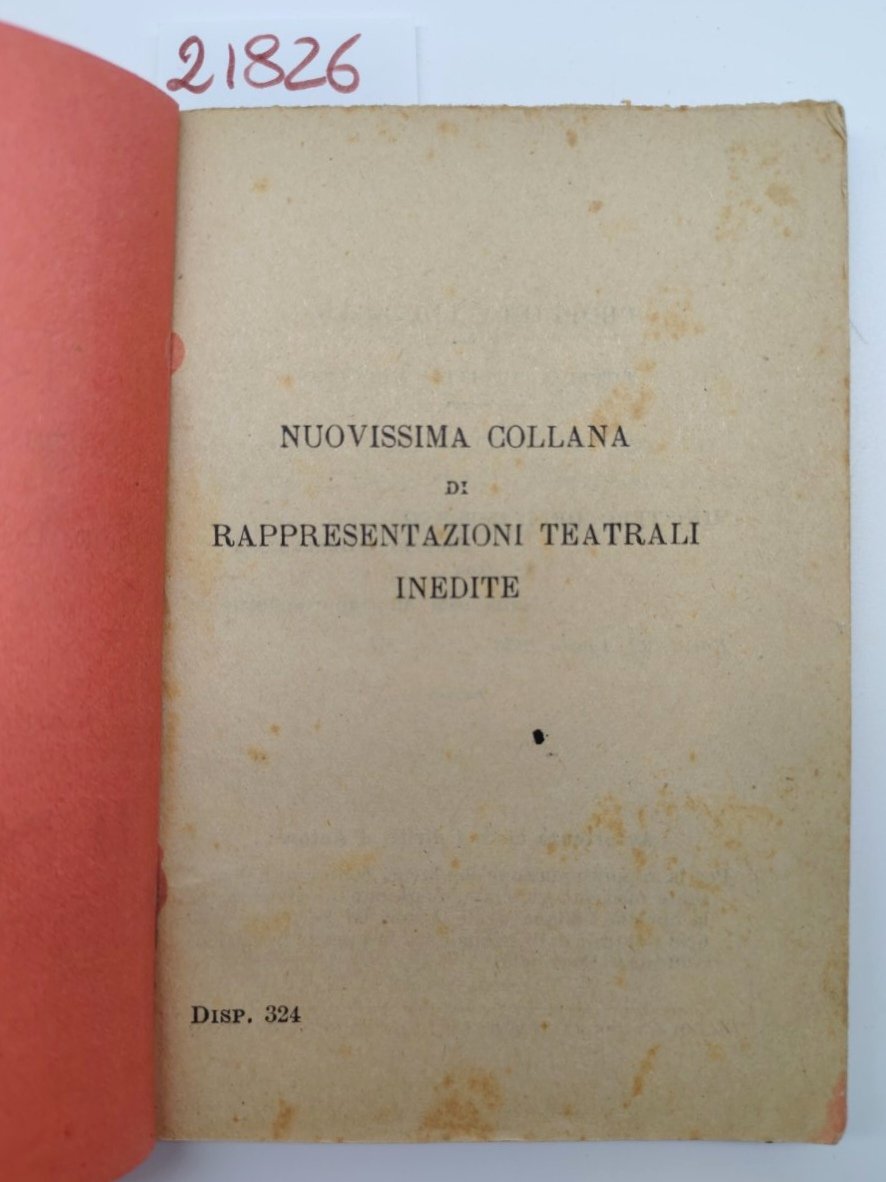 21826
NUOVISSIMA COLLANA
DI
RAPPRESENTAZIONI TEATRALI
INEDITE
DISP. 324